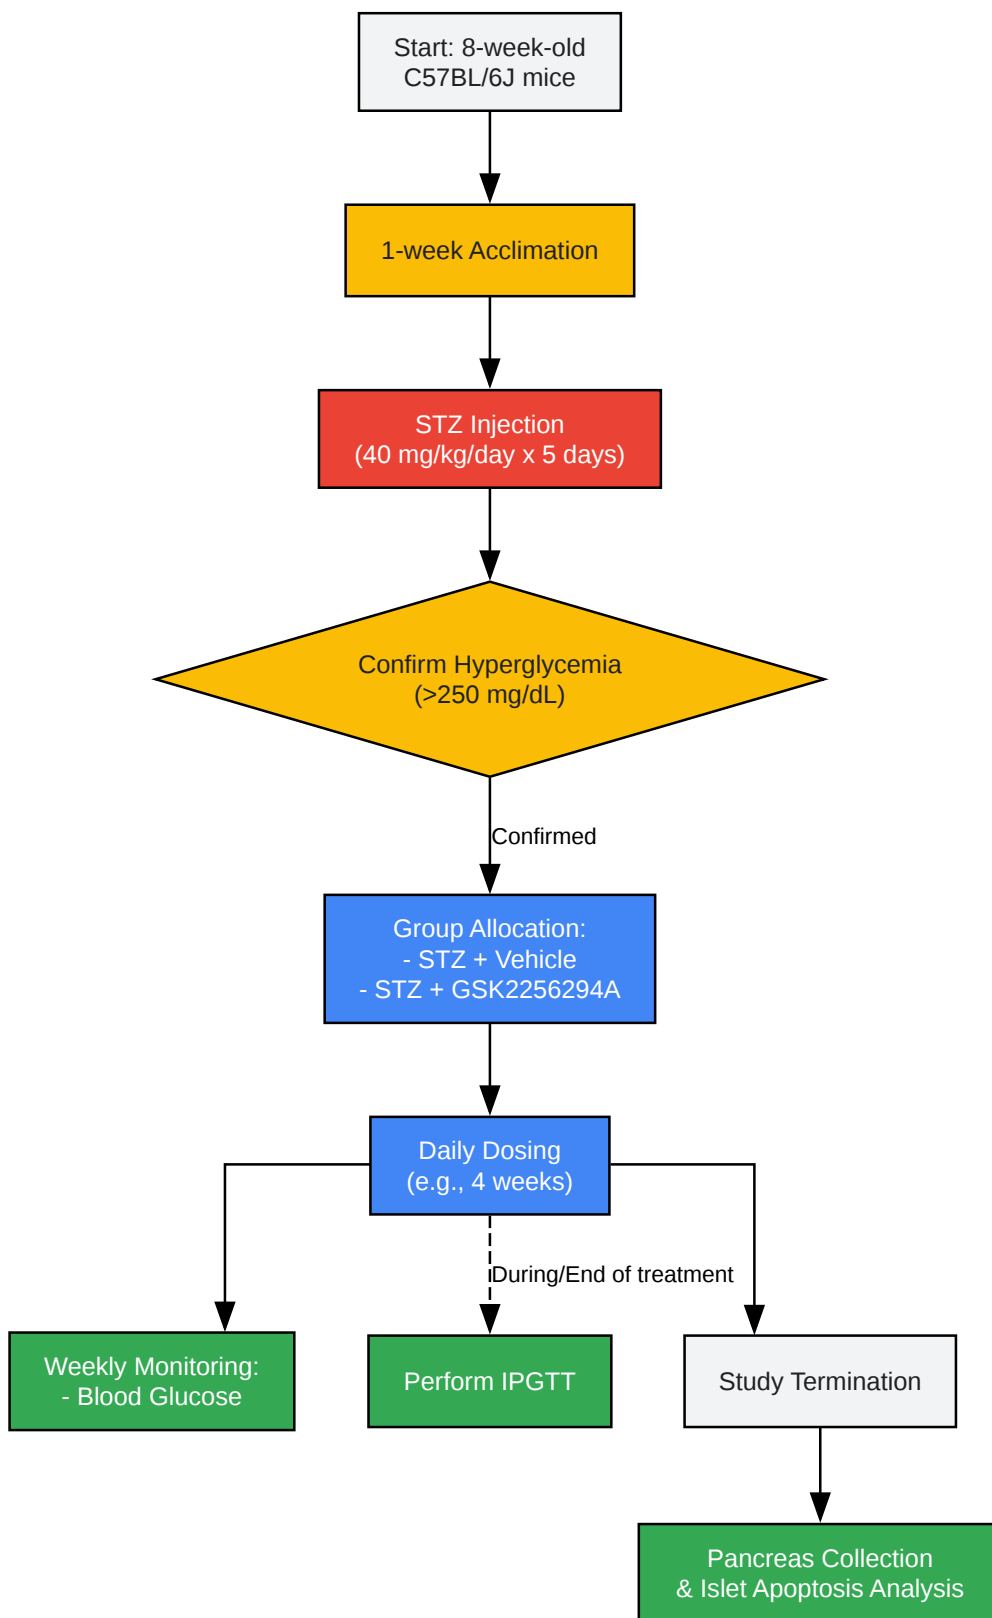 Start: 8-week-old
C57BL/6J mice
1-week Acclimation
STZ Injection
(40 mg/kg/day x 5 days)
Confirm Hyperglycemia
(>250 mg/dL)
Confirmed
Group Allocation:
- STZ + Vehicle
- STZ + GSK2256294A
Daily Dosing
(e.g., 4 weeks)
During/End of treatment
Weekly Monitoring:
- Blood Glucose
Perform IPGTT
Study Termination
Pancreas Collection
& Islet Apoptosis Analysis